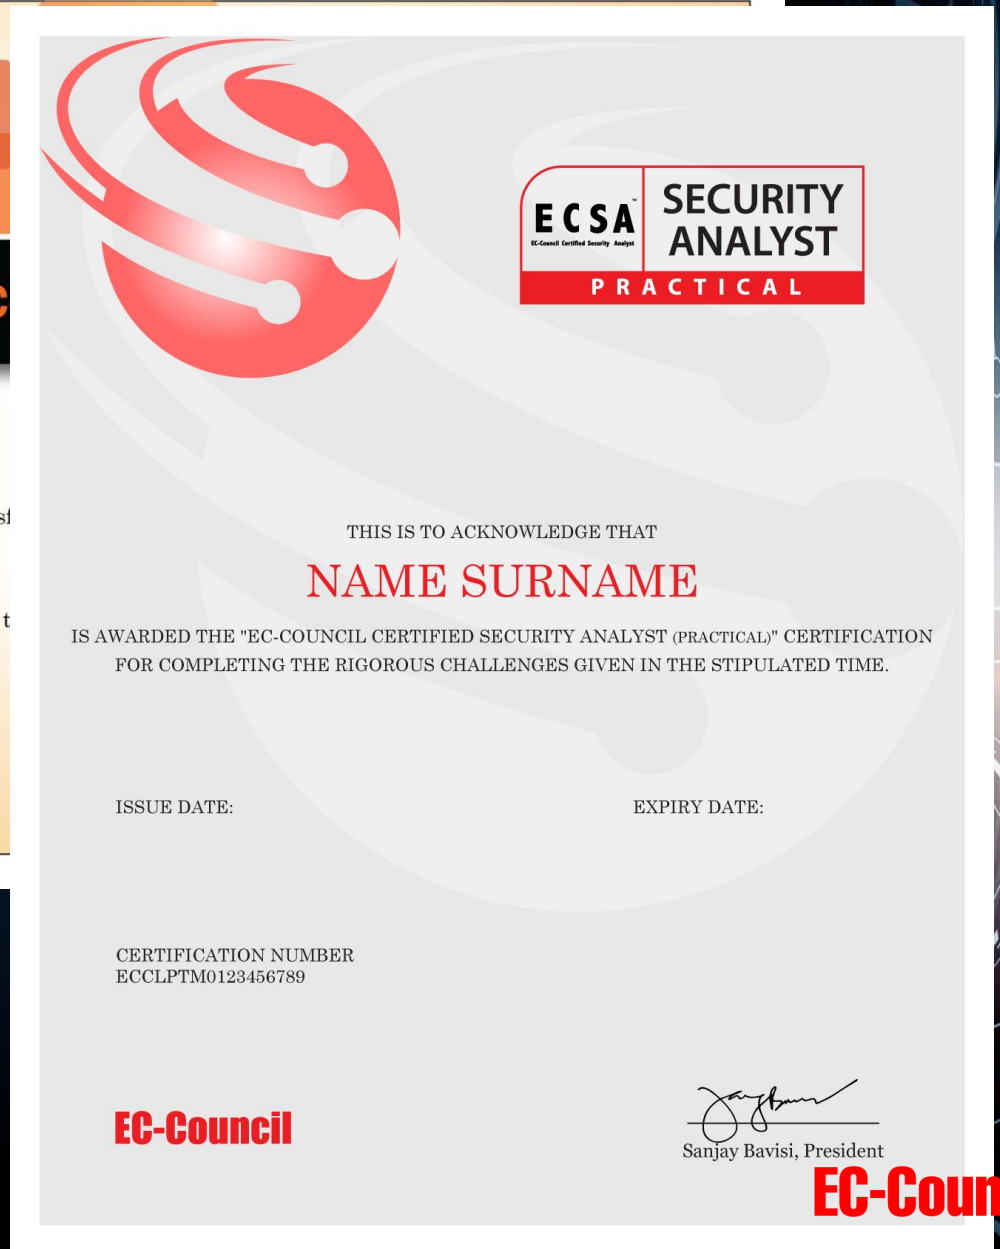 ECSA™
EC-Council Certified Security Analyst
SECURITY
ANALYST
PRACTICAL
THIS IS TO ACKNOWLEDGE THAT
NAME SURNAME
IS AWARDED THE "EC-COUNCIL CERTIFIED SECURITY ANALYST (PRACTICAL)" CERTIFICATION
FOR COMPLETING THE RIGOROUS CHALLENGES GIVEN IN THE STIPULATED TIME.
ISSUE DATE:
EXPIRY DATE:
CERTIFICATION NUMBER
ECCLPTM0123456789
EC-Council
Sanjay Bavisi, President
EC-Coun